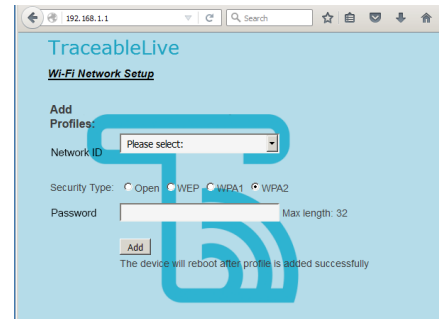 192.168.1.1 Search
TraceableLive
Wi-Fi Network Setup
Add
Profiles:
Network ID Please select:
Security Type: Open WEP WPA1 WPA2
Password Max length: 32
Add
The device will reboot after profile is added successfully